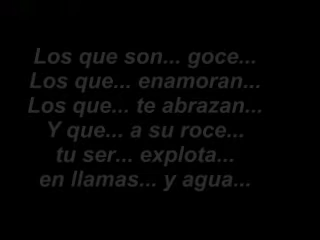 Los que son... goce...
Los que... enamoran...
Los que... te abrazan...
Y que... a su roce...
tu ser... explota...
en llamas... y agua...